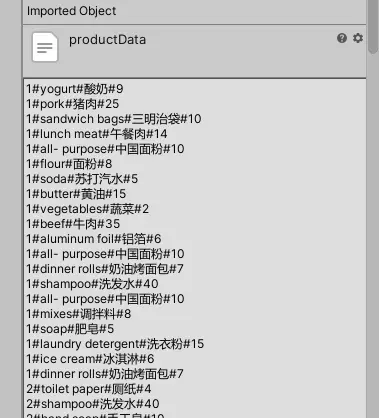 Imported Object
productData
1#yogurt#酸奶#9
1#pork#猪肉#25
1#sandwich bags#三明治袋#10
1#lunch meat#午餐肉#14
1#all- purpose#中国面粉#10
1#flour#面粉#8
1#soda#苏打汽水#5
1#butter#黄油#15
1#vegetables#蔬菜#2
1#beef#牛肉#35
1#aluminum foil#铝箔#6
1#all- purpose#中国面粉#10
1#dinner rolls#奶油烤面包#7
1#shampoo#洗发水#40
1#all- purpose#中国面粉#10
1#mixes#调拌料#8
1#soap#肥皂#5
1#laundry detergent#洗衣粉#15
1#ice cream#冰淇淋#6
1#dinner rolls#奶油烤面包#7
2#toilet paper#厕纸#4
2#shampoo#洗发水#40
2#hand soap#手工皂#10